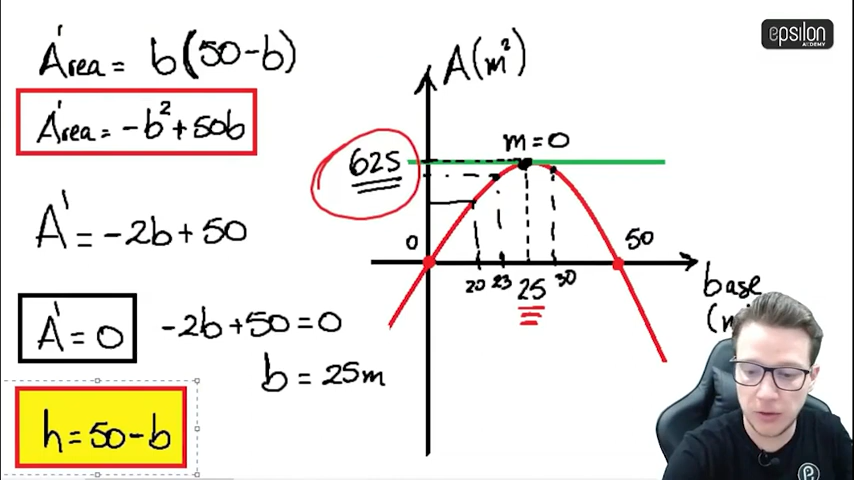 Área = b(50-b)
Área = -b²+50b
A' = -2b+50
A' = 0
-2b+50=0
b = 25m
h = 50-b
A(m²)
m=0
625
0
50
20
23
25
30
base
epsilon
ACADEMY